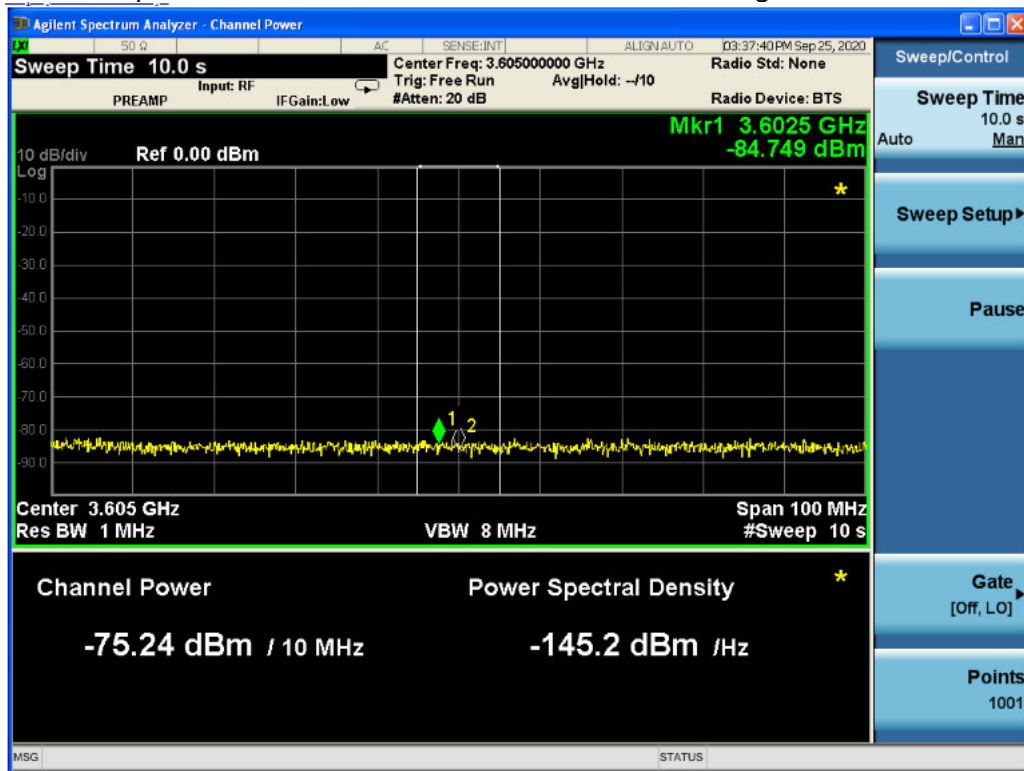 Agilent Spectrum Analyzer - Channel Power
LXI 50 Ω AC SENSE:INT ALIGN AUTO 03:37:40 PM Sep 25, 2020
Sweep Time 10.0 s
Center Freq: 3.605000000 GHz
Radio Std: None
Input: RF
Trig: Free Run
Avg|Hold: --/10
PREAMP
IFGain:Low
#Atten: 20 dB
Radio Device: BTS
Mkr1 3.6025 GHz
-84.749 dBm
10 dB/div
Ref 0.00 dBm
Log
-10.0
-20.0
-30.0
-40.0
-50.0
-60.0
-70.0
-80.0
-90.0
1
2
Center 3.605 GHz
Span 100 MHz
Res BW 1 MHz
VBW 8 MHz
#Sweep 10 s
Channel Power
Power Spectral Density
-75.24 dBm / 10 MHz
-145.2 dBm /Hz
MSG
STATUS
Sweep/Control
Sweep Time
10.0 s
Auto Man
Sweep Setup
Pause
Gate
[Off, LO]
Points
1001